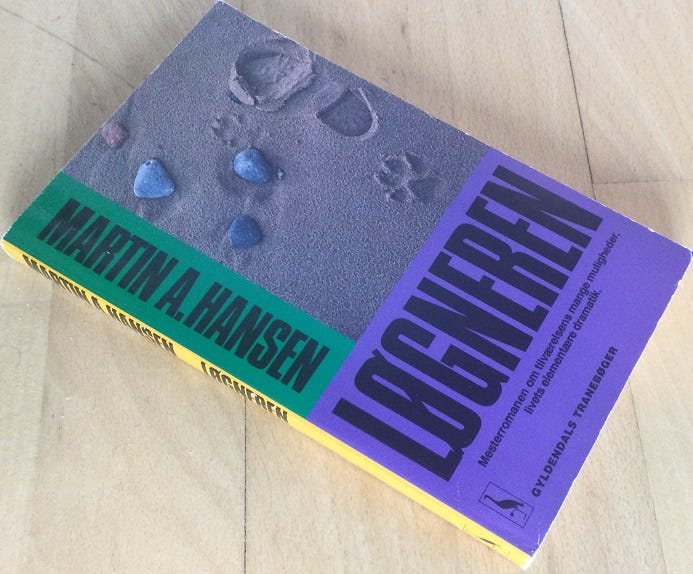 MARTIN A. HANSEN
LØGNEREN
Mesterromanen om tilværelsens mange muligheder,
livets elementære dramatik.
GYLDENDALS TRANEBØGER
MARTIN A. HANSEN LØGNEREN